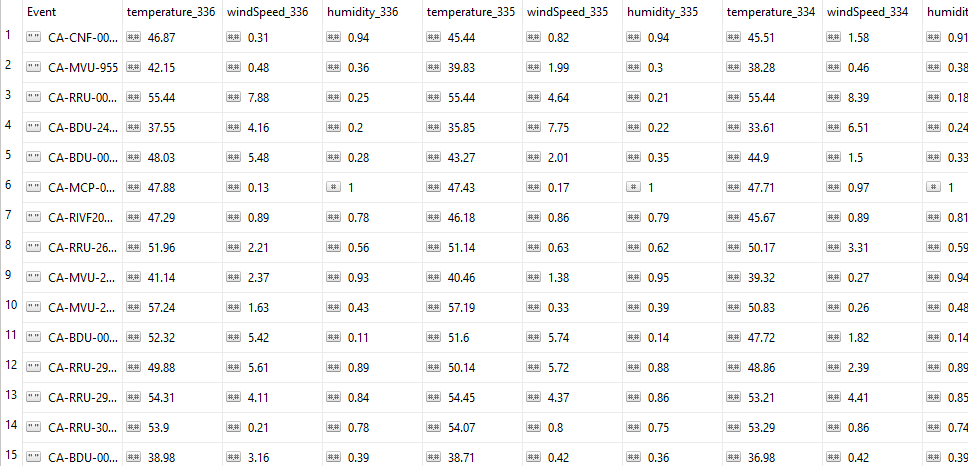 Event temperature_336 windSpeed_336 humidity_336 temperature_335 windSpeed_335 humidity_335 temperature_334 windSpeed_334 humidit
1 "" CA-CNF-00... #.# 46.87 #.# 0.31 #.# 0.94 #.# 45.44 #.# 0.82 #.# 0.94 #.# 45.51 #.# 1.58 #.# 0.91
2 "" CA-MVU-955 #.# 42.15 #.# 0.48 #.# 0.36 #.# 39.83 #.# 1.99 #.# 0.3 #.# 38.28 #.# 0.46 #.# 0.38
3 "" CA-RRU-00... #.# 55.44 #.# 7.88 #.# 0.25 #.# 55.44 #.# 4.64 #.# 0.21 #.# 55.44 #.# 8.39 #.# 0.18
4 "" CA-BDU-24... #.# 37.55 #.# 4.16 #.# 0.2 #.# 35.85 #.# 7.75 #.# 0.22 #.# 33.61 #.# 6.51 #.# 0.24
5 "" CA-BDU-00... #.# 48.03 #.# 5.48 #.# 0.28 #.# 43.27 #.# 2.01 #.# 0.35 #.# 44.9 #.# 1.5 #.# 0.33
6 "" CA-MCP-0... #.# 47.88 #.# 0.13 # 1 #.# 47.43 #.# 0.17 # 1 #.# 47.71 #.# 0.97 # 1
7 "" CA-RIVF20... #.# 47.29 #.# 0.89 #.# 0.78 #.# 46.18 #.# 0.86 #.# 0.79 #.# 45.67 #.# 0.89 #.# 0.81
8 "" CA-RRU-26... #.# 51.96 #.# 2.21 #.# 0.56 #.# 51.14 #.# 0.63 #.# 0.62 #.# 50.17 #.# 3.31 #.# 0.59
9 "" CA-MVU-2... #.# 41.14 #.# 2.37 #.# 0.93 #.# 40.46 #.# 1.38 #.# 0.95 #.# 39.32 #.# 0.27 #.# 0.94
10 "" CA-MVU-2... #.# 57.24 #.# 1.63 #.# 0.43 #.# 57.19 #.# 0.33 #.# 0.39 #.# 50.83 #.# 0.26 #.# 0.48
11 "" CA-BDU-00... #.# 52.32 #.# 5.42 #.# 0.11 #.# 51.6 #.# 5.74 #.# 0.14 #.# 47.72 #.# 1.82 #.# 0.14
12 "" CA-RRU-29... #.# 49.88 #.# 5.61 #.# 0.89 #.# 50.14 #.# 5.72 #.# 0.88 #.# 48.86 #.# 2.39 #.# 0.89
13 "" CA-RRU-29... #.# 54.31 #.# 4.11 #.# 0.84 #.# 54.45 #.# 4.37 #.# 0.86 #.# 53.21 #.# 4.41 #.# 0.85
14 "" CA-RRU-30... #.# 53.9 #.# 0.21 #.# 0.78 #.# 54.07 #.# 0.8 #.# 0.75 #.# 53.29 #.# 0.86 #.# 0.74
15 "" CA-BDU-00... #.# 38.98 #.# 3.16 #.# 0.39 #.# 38.71 #.# 0.42 #.# 0.36 #.# 36.98 #.# 0.42 #.# 0.39